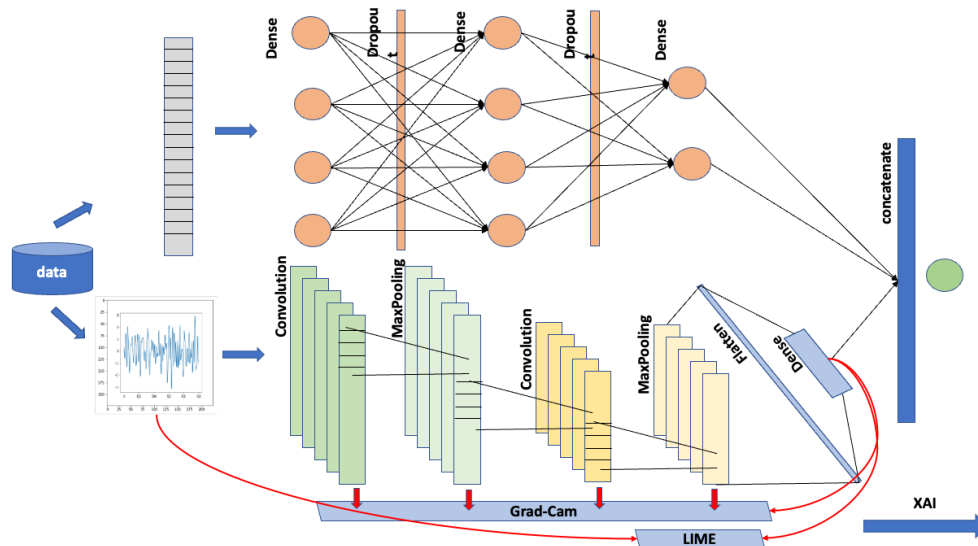 Dense
Dropou
t
Dense
Dropou
t
Dense
concatenate
data
Convolution
MaxPooling
Convolution
MaxPooling
Flatten
Dense
Grad-Cam
LIME
XAI